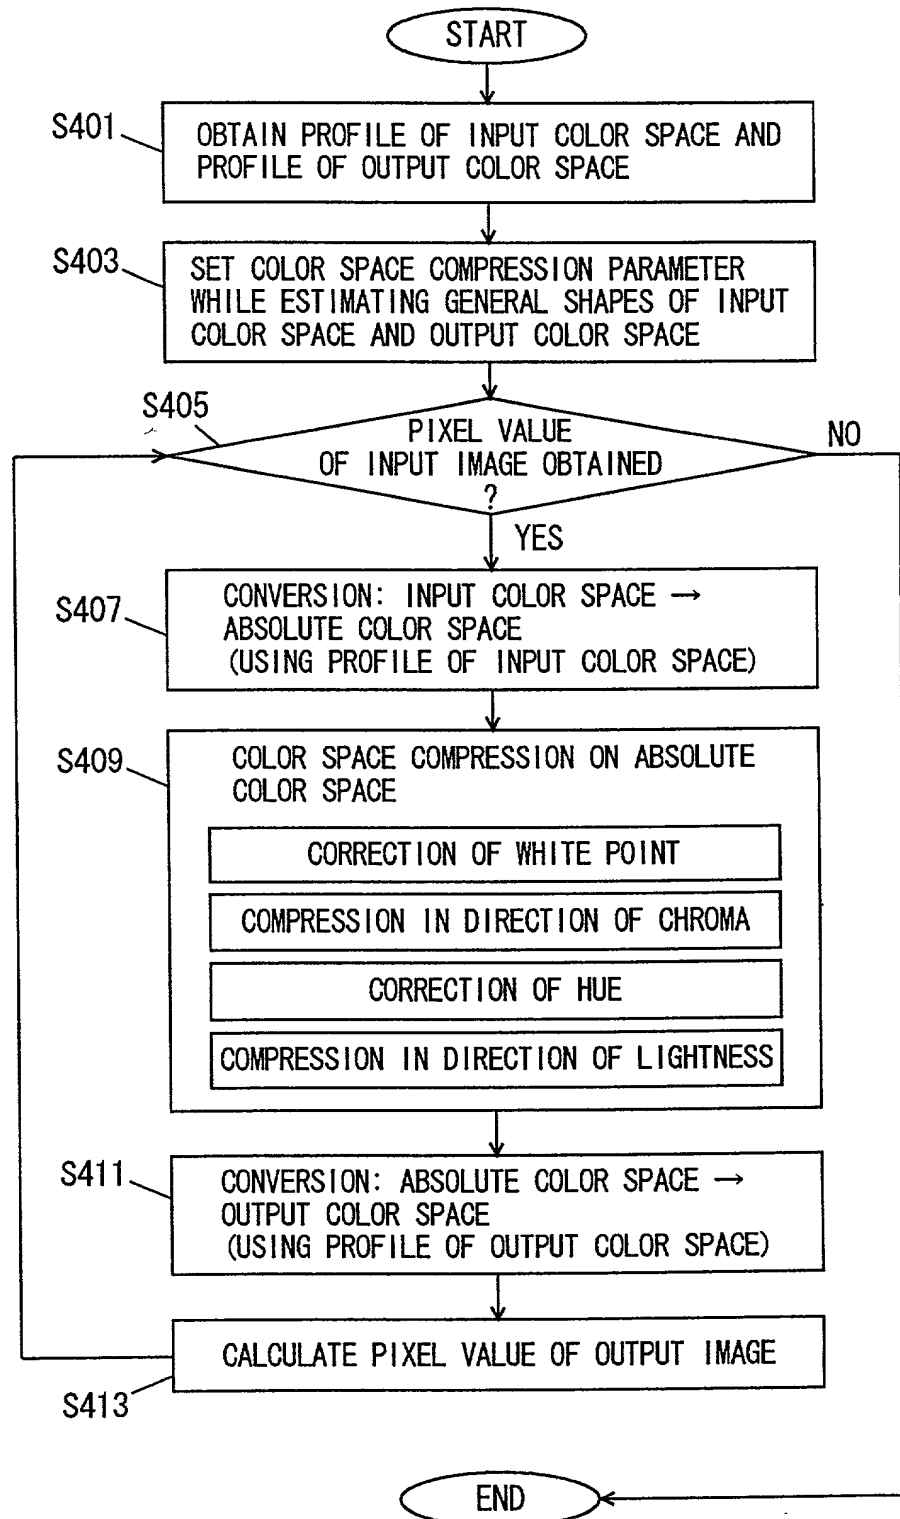 START
S401
OBTAIN PROFILE OF INPUT COLOR SPACE AND
PROFILE OF OUTPUT COLOR SPACE
S403
SET COLOR SPACE COMPRESSION PARAMETER
WHILE ESTIMATING GENERAL SHAPES OF INPUT
COLOR SPACE AND OUTPUT COLOR SPACE
S405
PIXEL VALUE
OF INPUT IMAGE OBTAINED
?
NO
YES
S407
CONVERSION: INPUT COLOR SPACE →
ABSOLUTE COLOR SPACE
(USING PROFILE OF INPUT COLOR SPACE)
S409
COLOR SPACE COMPRESSION ON ABSOLUTE
COLOR SPACE
CORRECTION OF WHITE POINT
COMPRESSION IN DIRECTION OF CHROMA
CORRECTION OF HUE
COMPRESSION IN DIRECTION OF LIGHTNESS
S411
CONVERSION: ABSOLUTE COLOR SPACE →
OUTPUT COLOR SPACE
(USING PROFILE OF OUTPUT COLOR SPACE)
CALCULATE PIXEL VALUE OF OUTPUT IMAGE
S413
END